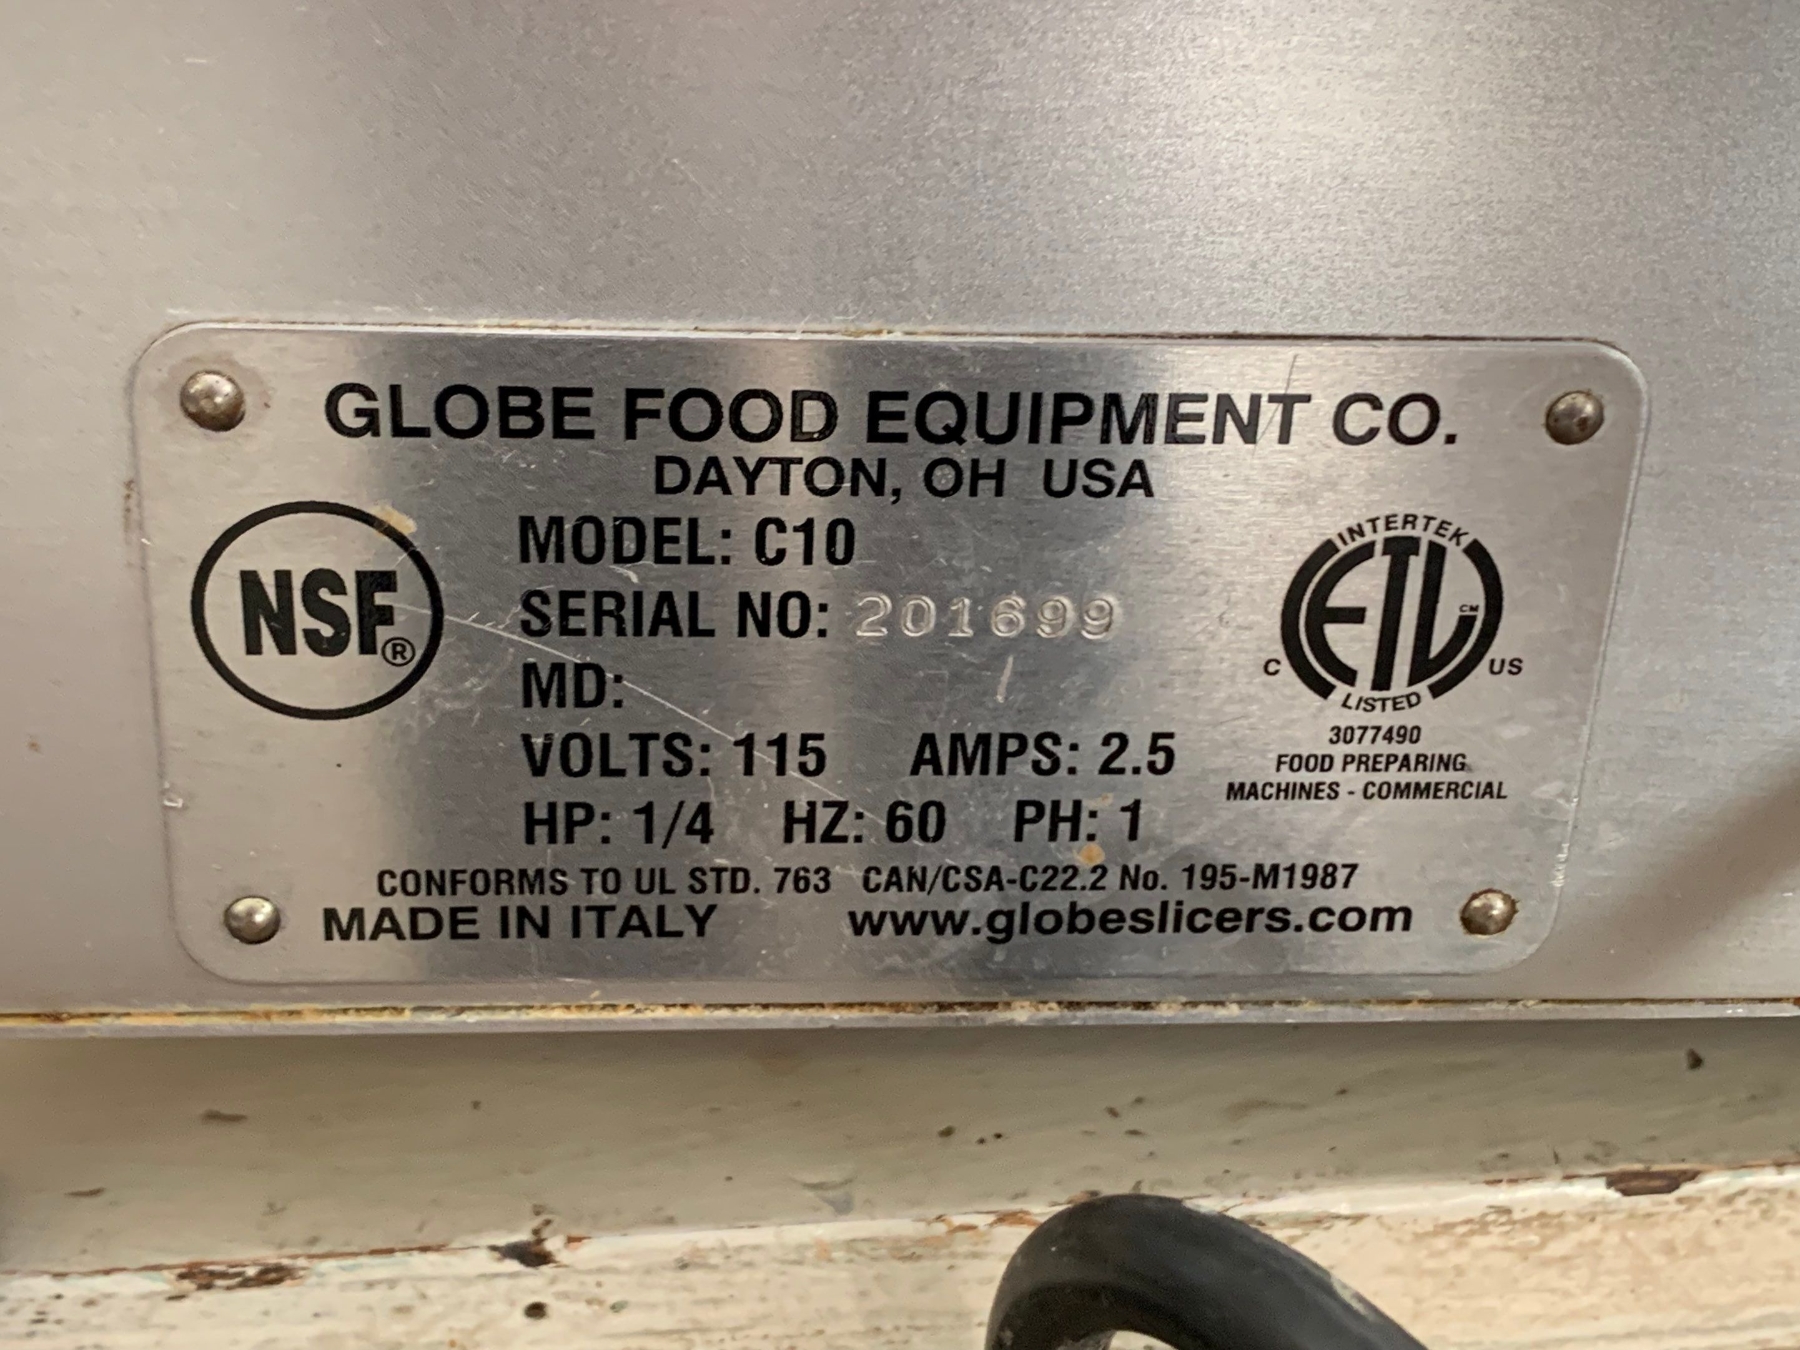 GLOBE FOOD EQUIPMENT CO.
DAYTON, OH USA
NSF®
MODEL: C10
SERIAL NO: 201699
MD:
VOLTS: 115 AMPS: 2.5
HP: 1/4 HZ: 60 PH: 1
INTERTEK
ETL CM
C US
LISTED
3077490
FOOD PREPARING
MACHINES - COMMERCIAL
CONFORMS TO UL STD. 763 CAN/CSA-C22.2 No. 195-M1987
MADE IN ITALY www.globeslicers.com